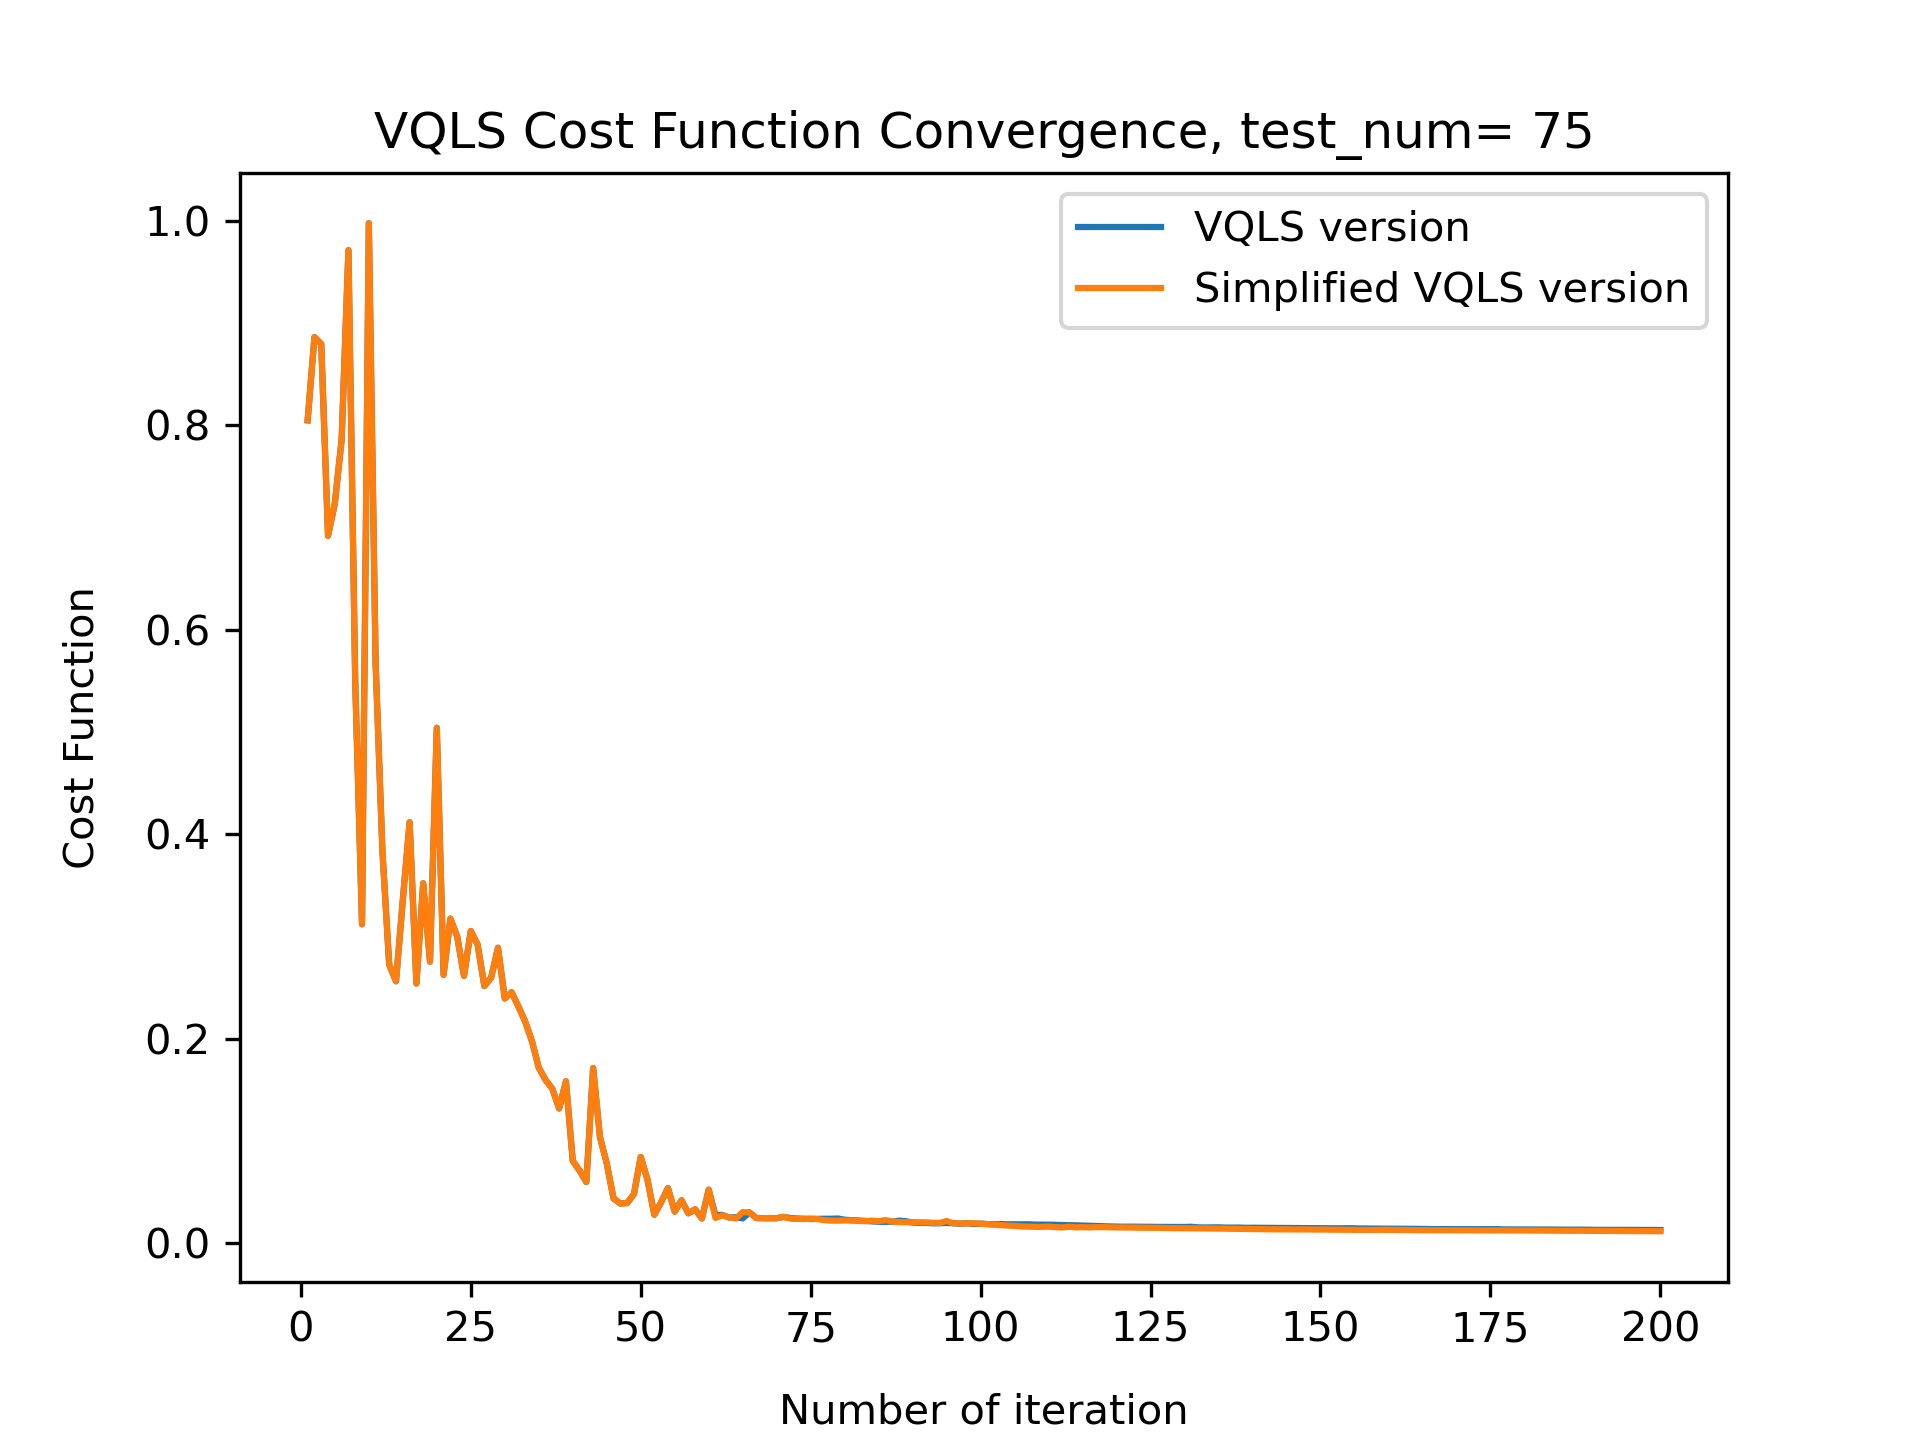 VQLS Cost Function Convergence, test_num= 75
VQLS version
Simplified VQLS version
1.0
0.8
0.6
0.4
0.2
0.0
Cost Function
0 25 50 75 100 125 150 175 200
Number of iteration